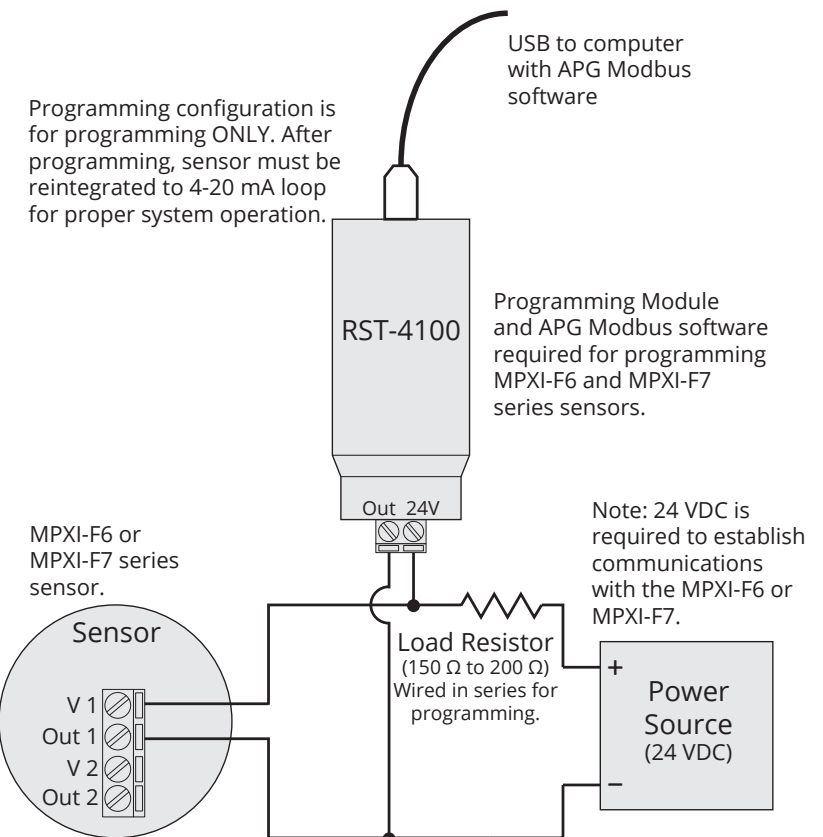 USB to computer
with APG Modbus
software
Programming configuration is
for programming ONLY. After
programming, sensor must be
reintegrated to 4-20 mA loop
for proper system operation.
RST-4100
Programming Module
and APG Modbus software
required for programming
MPXI-F6 and MPXI-F7
series sensors.
Out 24V
MPXI-F6 or
MPXI-F7 series
sensor.
Note: 24 VDC is
required to establish
communications
with the MPXI-F6 or
MPXI-F7.
Sensor
V 1
Out 1
V 2
Out 2
Load Resistor
(150 Ω to 200 Ω)
Wired in series for
programming.
+
Power
Source
(24 VDC)
−